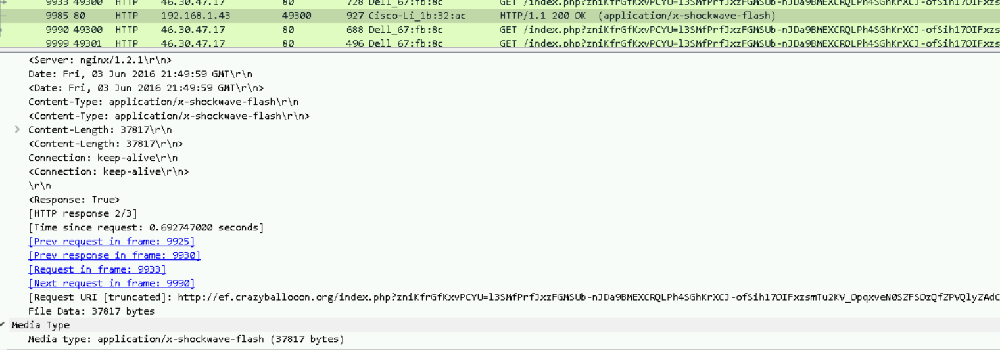 9933 49300 HTTP 46.30.47.17 80 728 Dell_67:fb:8c GET /index.php?zniKfrGfKxvPCYU=l3SMfPrfJxzFGMSUb-nJDa9BMEXCRQLPh4SGhKrXCJ-ofSih17OIFxzs
9985 80 HTTP 192.168.1.43 49300 927 Cisco-Li_1b:32:ac HTTP/1.1 200 OK (application/x-shockwave-flash)
9990 49300 HTTP 46.30.47.17 80 688 Dell_67:fb:8c GET /index.php?zniKfrGfKxvPCYU=l3SMfPrfJxzFGMSUb-nJDa9BMEXCRQLPh4SGhKrXCJ-ofSih17OIFxzs
9999 49301 HTTP 46.30.47.17 80 496 Dell_67:fb:8c GET /index.php?zniKfrGfKxvPCYU=l3SMfPrfJxzFGMSUb-nJDa9BMEXCRQLPh4SGhKrXCJ-ofSih17OIFxzs
<Server: nginx/1.2.1\r\n>
Date: Fri, 03 Jun 2016 21:49:59 GMT\r\n
<Date: Fri, 03 Jun 2016 21:49:59 GMT\r\n>
Content-Type: application/x-shockwave-flash\r\n
<Content-Type: application/x-shockwave-flash\r\n>
Content-Length: 37817\r\n
<Content-Length: 37817\r\n>
Connection: keep-alive\r\n
<Connection: keep-alive\r\n>
\r\n
<Response: True>
[HTTP response 2/3]
[Time since request: 0.692747000 seconds]
[Prev request in frame: 9925]
[Prev response in frame: 9930]
[Request in frame: 9933]
[Next request in frame: 9990]
[Request URI [truncated]: http://ef.crazyballooon.org/index.php?zniKfrGfKxvPCYU=l3SMfPrfJxzFGMSUb-nJDa9BMEXCRQLPh4SGhKrXCJ-ofSih17OIFxzsmTu2KV_OpqxveN0SZFSOzQfZPVQlyZAdC
File Data: 37817 bytes
Media Type
Media type: application/x-shockwave-flash (37817 bytes)